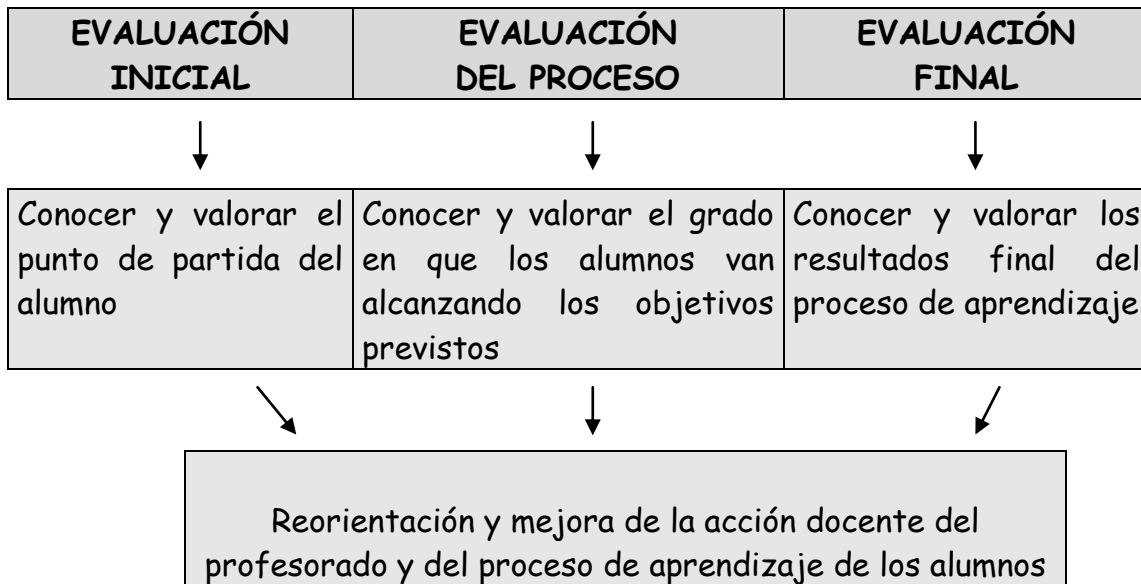 EVALUACIÓN
INICIAL
EVALUACIÓN
DEL PROCESO
EVALUACIÓN
FINAL
Conocer y valorar el
punto de partida del
alumno
Conocer y valorar el grado
en que los alumnos van
alcanzando los objetivos
previstos
Conocer y valorar los
resultados final del
proceso de aprendizaje
Reorientación y mejora de la acción docente del
profesorado y del proceso de aprendizaje de los alumnos